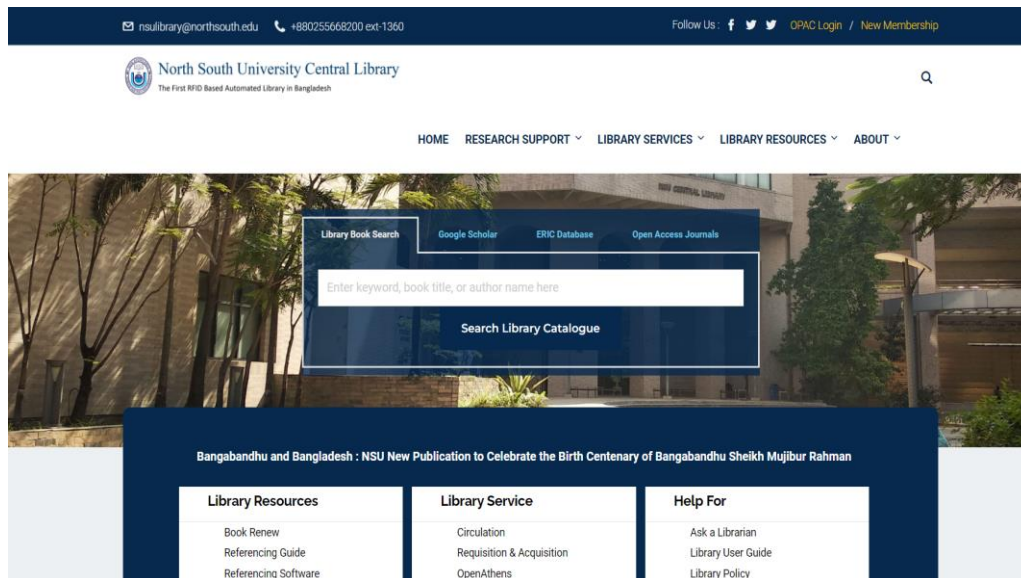 nsulibrary@northsouth.edu +880255668200 ext-1360 Follow Us : OPAC Login / New Membership
North South University Central Library
The First RFID Based Automated Library in Bangladesh
HOME RESEARCH SUPPORT LIBRARY SERVICES LIBRARY RESOURCES ABOUT
NSU CENTRAL LIBRARY
Library Book Search Google Scholar ERIC Database Open Access Journals
Enter keyword, book title, or author name here
Search Library Catalogue
Bangabandhu and Bangladesh : NSU New Publication to Celebrate the Birth Centenary of Bangabandhu Sheikh Mujibur Rahman
Library Resources Library Service Help For
Book Renew Circulation Ask a Librarian
Referencing Guide Requisition & Acquisition Library User Guide
Referencing Software OpenAthens Library Policy